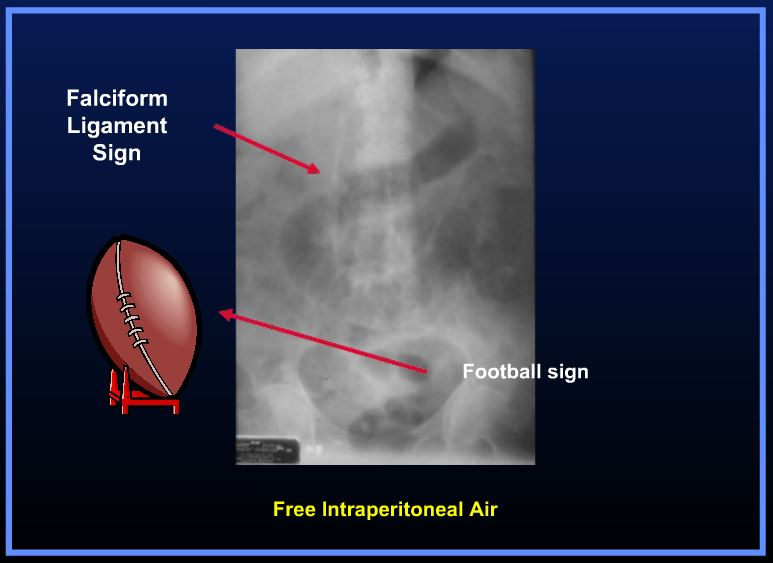 Falciform
Ligament
Sign
Football sign
Free Intraperitoneal Air